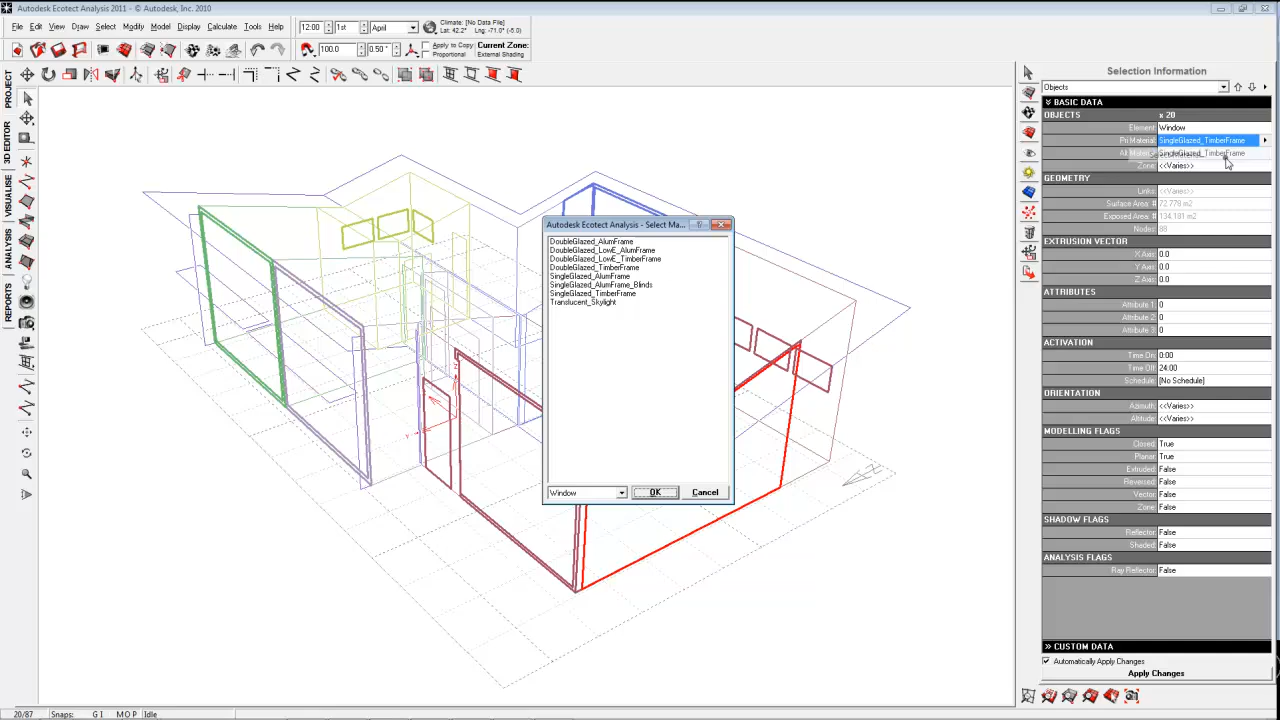 Autodesk Ecotect Analysis 2011 - © Autodesk, Inc. 2010
File Edit View Draw Select Modify Model Display Calculate Tools Help
12:00 1st April
Climate: [No Data File]
Lat: 42.2° Lng: -71.0° (-5.0)
100.0 0.50 °
Apply to Copy
Proportional
Current Zone:
External Shading
PROJECT
3D EDITOR
VISUALISE
ANALYSIS
REPORTS
Selection Information
Objects
BASIC DATA
OBJECTS x 20
Element: Window
Pri Material: SingleGlazed_TimberFrame
SingleGlazed_TimberFrame
Zone: <<Varies>>
GEOMETRY
Links: <<Varies>>
Surface Area: # 72.778 m2
Exposed Area: # 134.181 m2
Nodes: 88
EXTRUSION VECTOR
X Axis: 0.0
Y Axis: 0.0
Z Axis: 0.0
ATTRIBUTES
Attribute 1: 0
Attribute 2: 0
Attribute 3: 0
ACTIVATION
Time On: 0:00
Time Off: 24:00
Schedule: [No Schedule]
ORIENTATION
Azimuth: <<Varies>>
Altitude: <<Varies>>
MODELLING FLAGS
Closed: True
Planar: True
Extruded: False
Reversed: False
Vector: False
Zone: False
SHADOW FLAGS
Reflector: False
Shaded: False
ANALYSIS FLAGS
Ray Reflector: False
CUSTOM DATA
Automatically Apply Changes
Apply Changes
Autodesk Ecotect Analysis - Select Ma...
DoubleGlazed_AlumFrame
DoubleGlazed_LowE_AlumFrame
DoubleGlazed_LowE_TimberFrame
DoubleGlazed_TimberFrame
SingleGlazed_AlumFrame
SingleGlazed_AlumFrame_Blinds
SingleGlazed_TimberFrame
Translucent_Skylight
Window OK Cancel
Z
Y
N
20/87 Snaps: G I M O P Idle